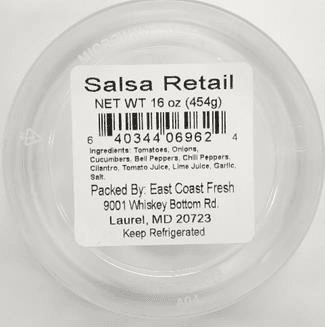 Salsa Retail
NET WT 16 oz (454g)
6 40344 06962 4
Ingredients: Tomatoes, Onions,
Cucumbers, Bell Peppers, Chili Peppers,
Cilantro, Tomato Juice, Lime Juice, Garlic,
Salt.
Packed By: East Coast Fresh
9001 Whiskey Bottom Rd.
Laurel, MD 20723
Keep Refrigerated